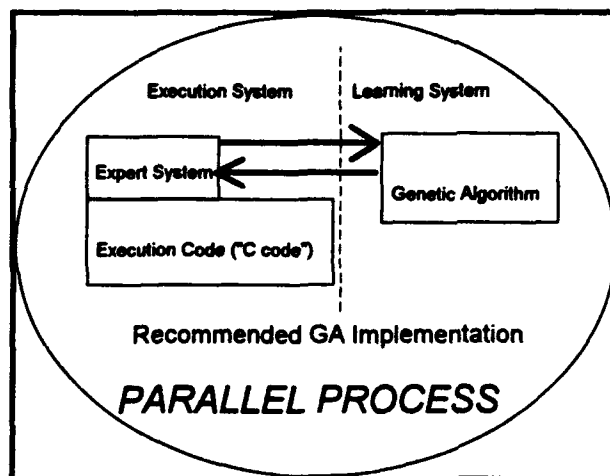 Execution System
Learning System
Expert System
Genetic Algorithm
Execution Code ("C code")
Recommended GA Implementation
PARALLEL PROCESS